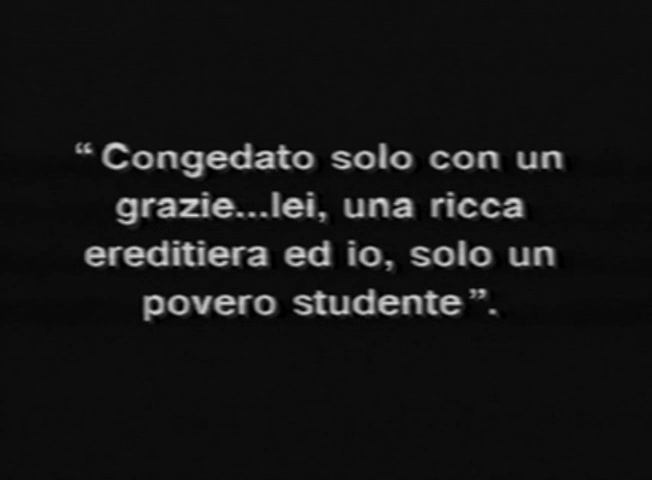 “Congedato solo con un
grazie...lei, una ricca
ereditiera ed io, solo un
povero studente”.